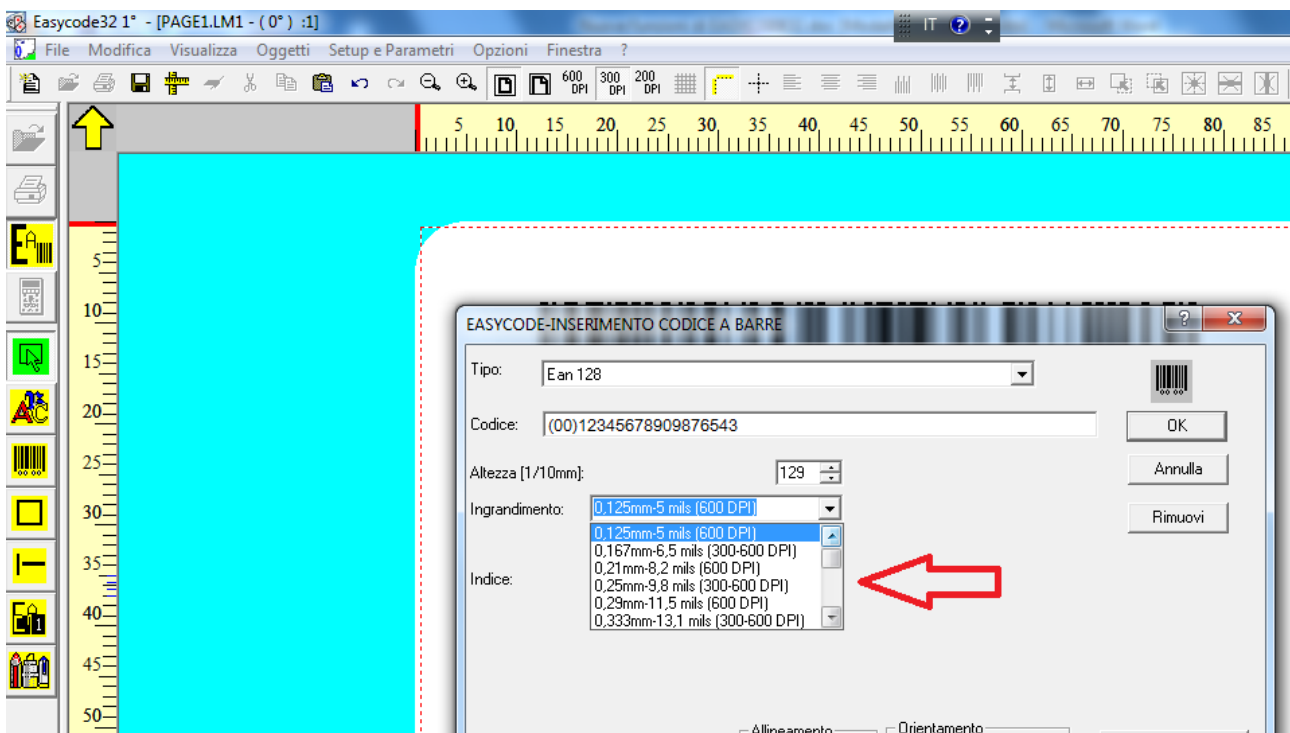 Easycode32 1° - [PAGE1.LM1 - ( 0° ) :1]
IT ?
File Modifica Visualizza Oggetti Setup e Parametri Opzioni Finestra ?
600 DPI 300 DPI 200 DPI
5 10 15 20 25 30 35 40 45 50 55 60 65 70 75 80 85
5
10
15
20
25
30
35
40
45
50
EASYCODE-INSERIMENTO CODICE A BARRE
Tipo: Ean 128
Codice: (00)12345678909876543
OK
Altezza [1/10mm]: 129
Annulla
Ingrandimento: 0,125mm-5 mils (600 DPI)
Rimuovi
0,125mm-5 mils (600 DPI)
0,167mm-6,5 mils (300-600 DPI)
0,21mm-8,2 mils (600 DPI)
Indice:
0,25mm-9,8 mils (300-600 DPI)
0,29mm-11,5 mils (600 DPI)
0,333mm-13,1 mils (300-600 DPI)
Allineamento Orientamento